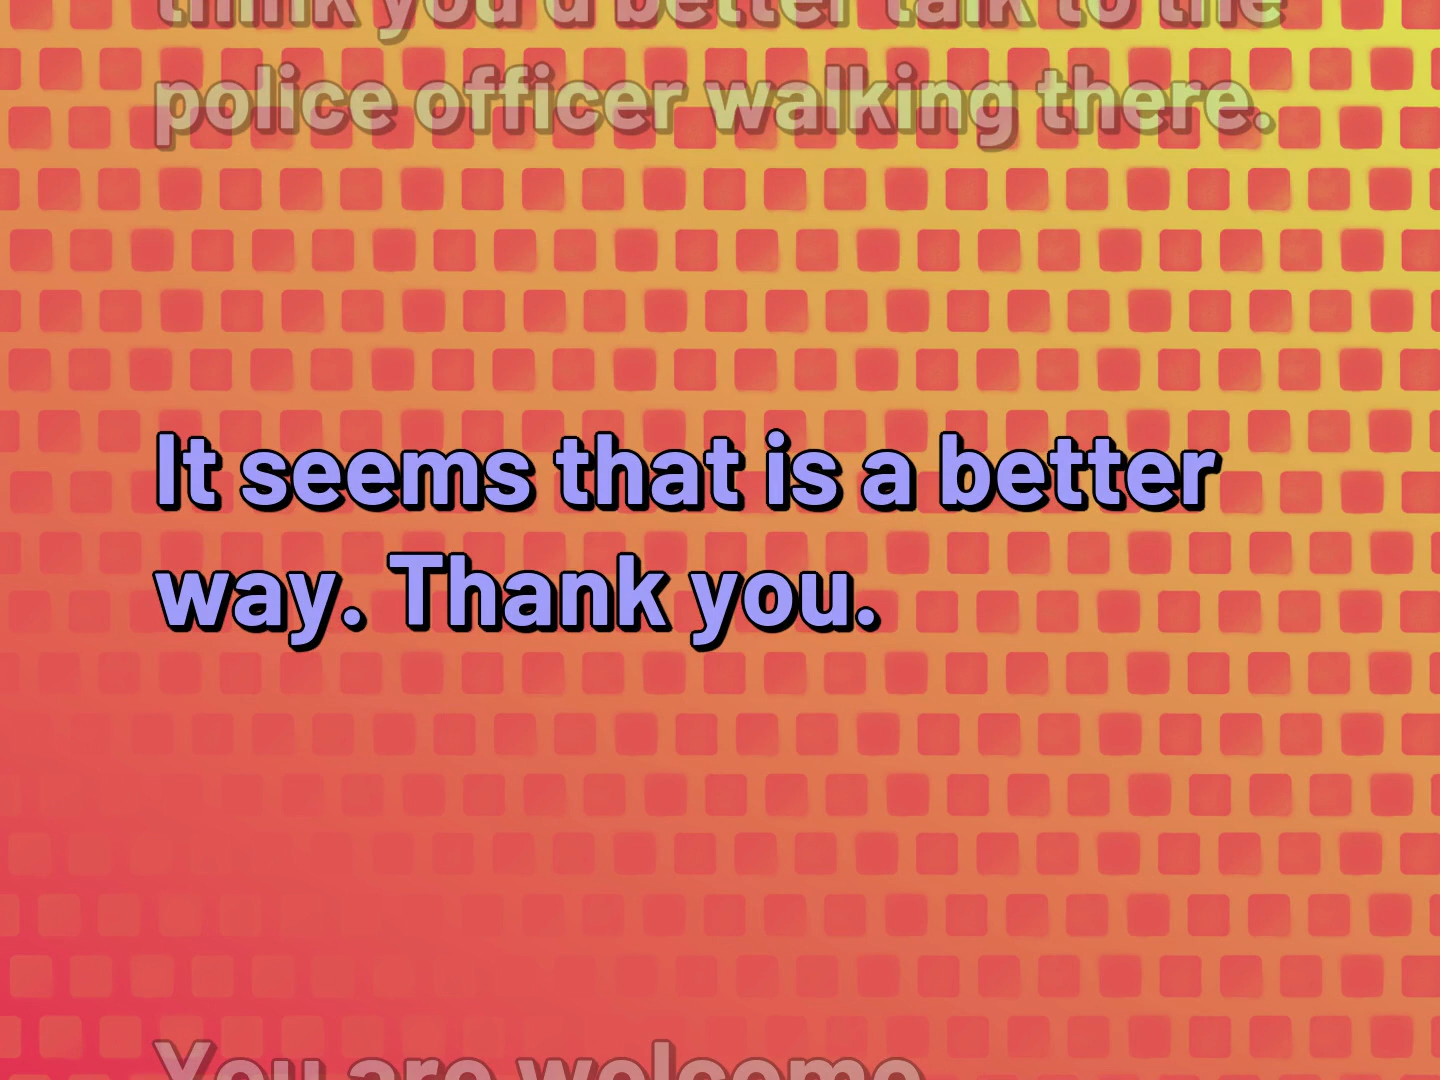 think you'd better talk to the
police officer walking there.
It seems that is a better
way. Thank you.
You are welcome